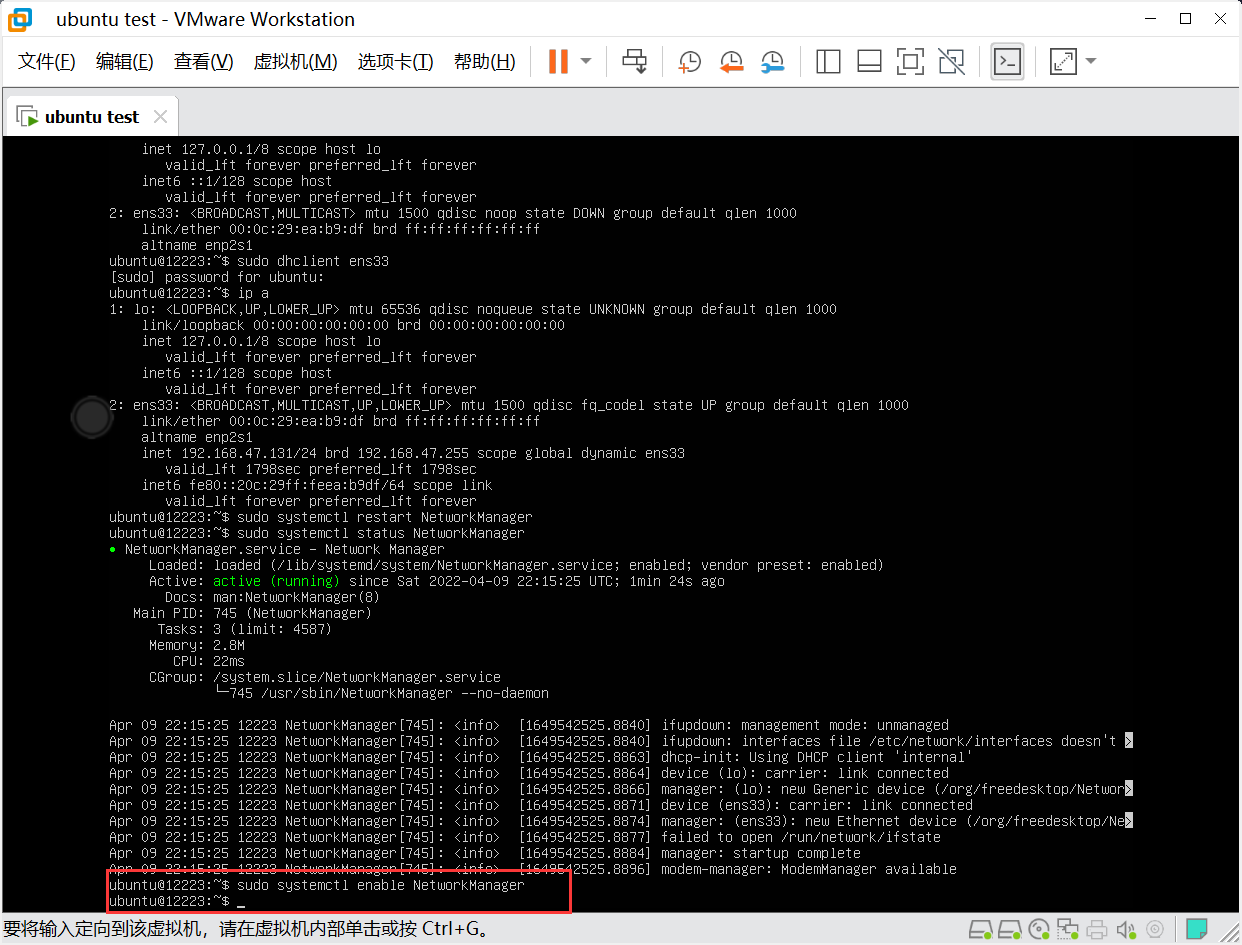 ubuntu test - VMware Workstation
文件(F) 编辑(E) 查看(V) 虚拟机(M) 选项卡(T) 帮助(H)
ubuntu test
inet 127.0.0.1/8 scope host lo
valid_lft forever preferred_lft forever
inet6 ::1/128 scope host
valid_lft forever preferred_lft forever
2: ens33: <BROADCAST,MULTICAST> mtu 1500 qdisc noop state DOWN group default qlen 1000
link/ether 00:0c:29:ea:b9:df brd ff:ff:ff:ff:ff:ff
altname enp2s1
ubuntu@12223:~$ sudo dhclient ens33
[sudo] password for ubuntu:
ubuntu@12223:~$ ip a
1: lo: <LOOPBACK,UP,LOWER_UP> mtu 65536 qdisc noqueue state UNKNOWN group default qlen 1000
link/loopback 00:00:00:00:00:00 brd 00:00:00:00:00:00
inet 127.0.0.1/8 scope host lo
valid_lft forever preferred_lft forever
inet6 ::1/128 scope host
valid_lft forever preferred_lft forever
2: ens33: <BROADCAST,MULTICAST,UP,LOWER_UP> mtu 1500 qdisc fq_codel state UP group default qlen 1000
link/ether 00:0c:29:ea:b9:df brd ff:ff:ff:ff:ff:ff
altname enp2s1
inet 192.168.47.131/24 brd 192.168.47.255 scope global dynamic ens33
valid_lft 1798sec preferred_lft 1798sec
inet6 fe80::20c:29ff:feea:b9df/64 scope link
valid_lft forever preferred_lft forever
ubuntu@12223:~$ sudo systemctl restart NetworkManager
ubuntu@12223:~$ sudo systemctl status NetworkManager
● NetworkManager.service - Network Manager
Loaded: loaded (/lib/systemd/system/NetworkManager.service; enabled; vendor preset: enabled)
Active: active (running) since Sat 2022-04-09 22:15:25 UTC; 1min 24s ago
Docs: man:NetworkManager(8)
Main PID: 745 (NetworkManager)
Tasks: 3 (limit: 4587)
Memory: 2.8M
CPU: 22ms
CGroup: /system.slice/NetworkManager.service
└─745 /usr/sbin/NetworkManager --no-daemon
Apr 09 22:15:25 12223 NetworkManager[745]: <info>  [1649542525.8840] ifupdown: management mode: unmanaged
Apr 09 22:15:25 12223 NetworkManager[745]: <info>  [1649542525.8840] ifupdown: interfaces file /etc/network/interfaces doesn't >
Apr 09 22:15:25 12223 NetworkManager[745]: <info>  [1649542525.8863] dhcp-init: Using DHCP client 'internal'
Apr 09 22:15:25 12223 NetworkManager[745]: <info>  [1649542525.8864] device (lo): carrier: link connected
Apr 09 22:15:25 12223 NetworkManager[745]: <info>  [1649542525.8866] manager: (lo): new Generic device (/org/freedesktop/Networ>
Apr 09 22:15:25 12223 NetworkManager[745]: <info>  [1649542525.8871] device (ens33): carrier: link connected
Apr 09 22:15:25 12223 NetworkManager[745]: <info>  [1649542525.8874] manager: (ens33): new Ethernet device (/org/freedesktop/Ne>
Apr 09 22:15:25 12223 NetworkManager[745]: <info>  [1649542525.8877] failed to open /run/network/ifstate
Apr 09 22:15:25 12223 NetworkManager[745]: <info>  [1649542525.8884] manager: startup complete
Apr 09 22:15:25 12223 NetworkManager[745]: <info>  [1649542525.8896] modem-manager: ModemManager available
ubuntu@12223:~$ sudo systemctl enable NetworkManager
ubuntu@12223:~$ _
要将输入定向到该虚拟机，请在虚拟机内部单击或按 Ctrl+G。